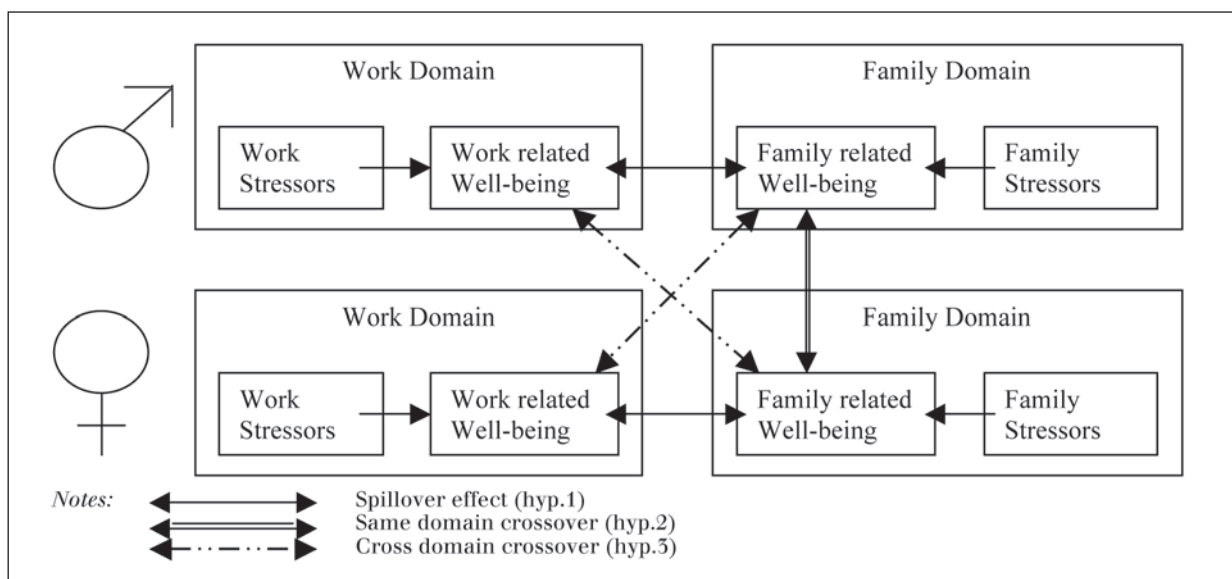 Work Domain
Family Domain
Work
Stressors
Work related
Well-being
Family related
Well-being
Family
Stressors
Work Domain
Family Domain
Work
Stressors
Work related
Well-being
Family related
Well-being
Family
Stressors
Notes:
Spillover effect (hyp.1)
Same domain crossover (hyp.2)
Cross domain crossover (hyp.3)